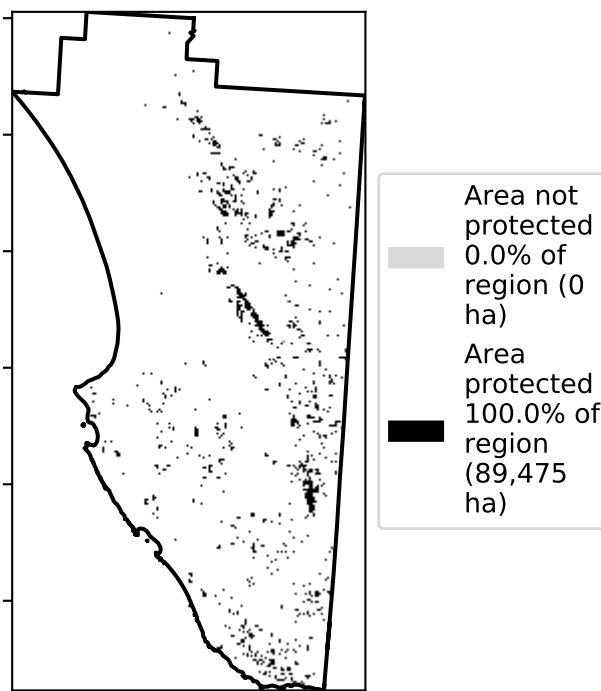 Area not
protected
0.0% of
region (0
ha)
Area
protected
100.0% of
region
(89,475
ha)